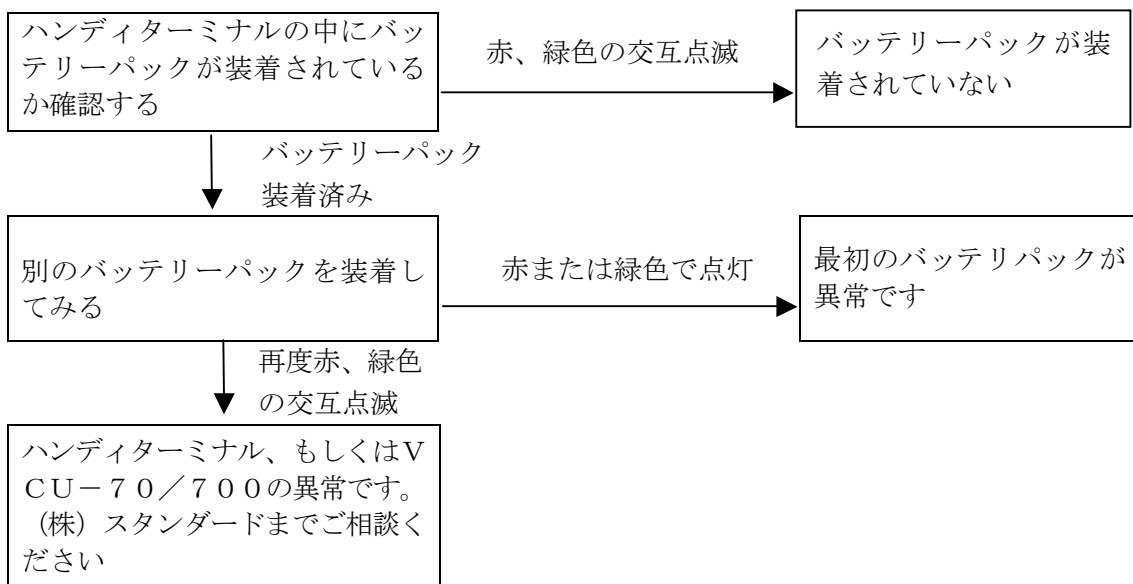 ハンディターミナルの中にバッ
テリーパックが装着されている
か確認する
赤、緑色の交互点滅
バッテリーパックが装
着されていない
バッテリーパック
装着済み
別のバッテリーパックを装着し
てみる
赤または緑色で点灯
最初のバッテリパックが
異常です
再度赤、緑色
の交互点滅
ハンディターミナル、もしくはＶ
ＣＵ－７０／７００の異常です。
（株）スタンダードまでご相談く
ださい